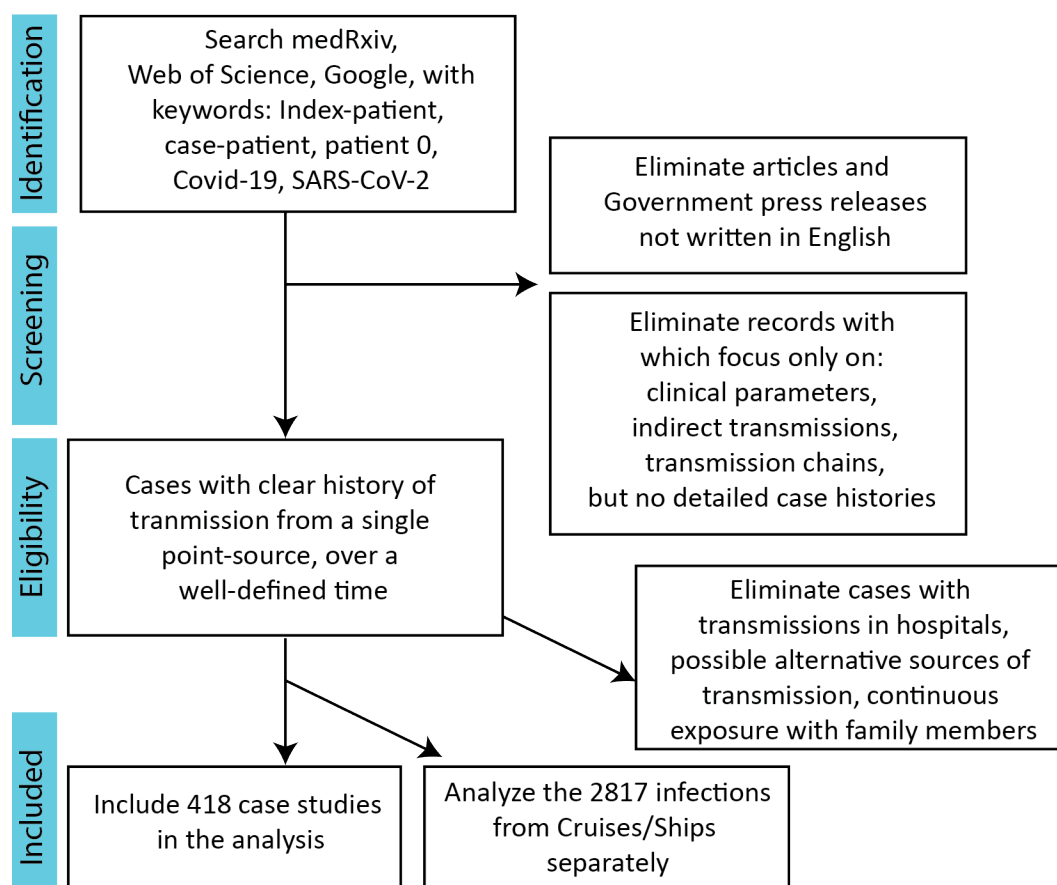 Identification
Search medRxiv,
Web of Science, Google, with
keywords: Index-patient,
case-patient, patient 0,
Covid-19, SARS-CoV-2
Screening
Eliminate articles and
Government press releases
not written in English
Eliminate records with
which focus only on:
clinical parameters,
indirect transmissions,
transmission chains,
but no detailed case histories
Eligibility
Cases with clear history of
tranmission from a single
point-source, over a
well-defined time
Eliminate cases with
transmissions in hospitals,
possible alternative sources of
transmission, continuous
exposure with family members
Included
Include 418 case studies
in the analysis
Analyze the 2817 infections
from Cruises/Ships
separately